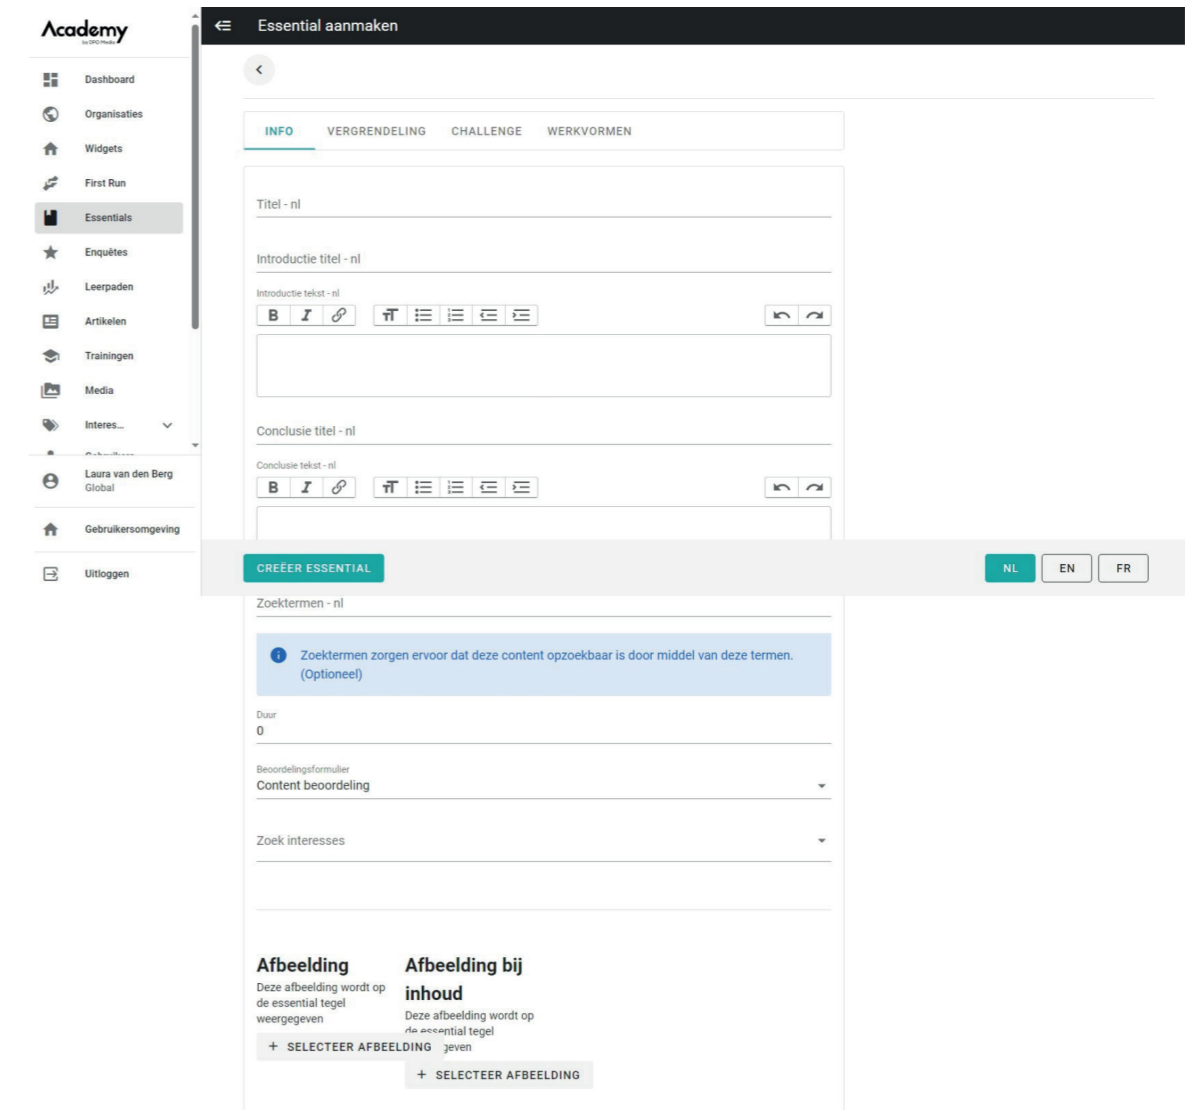 Academy
by DPG Media
Dashboard
Organisaties
Widgets
First Run
Essentials
Enquêtes
Leerpaden
Artikelen
Trainingen
Media
Interes...
Laura van den Berg
Global
Gebruikersomgeving
Uitloggen
Essential aanmaken
INFO VERGRENDELING CHALLENGE WERKVORMEN
Titel - nl
Introductie titel - nl
Introductie tekst - nl
B I
Conclusie titel - nl
Conclusie tekst - nl
B I
CREËER ESSENTIAL NL EN FR
Zoektermen - nl
Zoektermen zorgen ervoor dat deze content opzoekbaar is door middel van deze termen.
(Optioneel)
Duur
0
Beoordelingsformulier
Content beoordeling
Zoek interesses
Afbeelding
Deze afbeelding wordt op
de essential tegel
weergegeven
+ SELECTEER AFBEELDING
Afbeelding bij
inhoud
Deze afbeelding wordt op
de essential tegel
geven
+ SELECTEER AFBEELDING